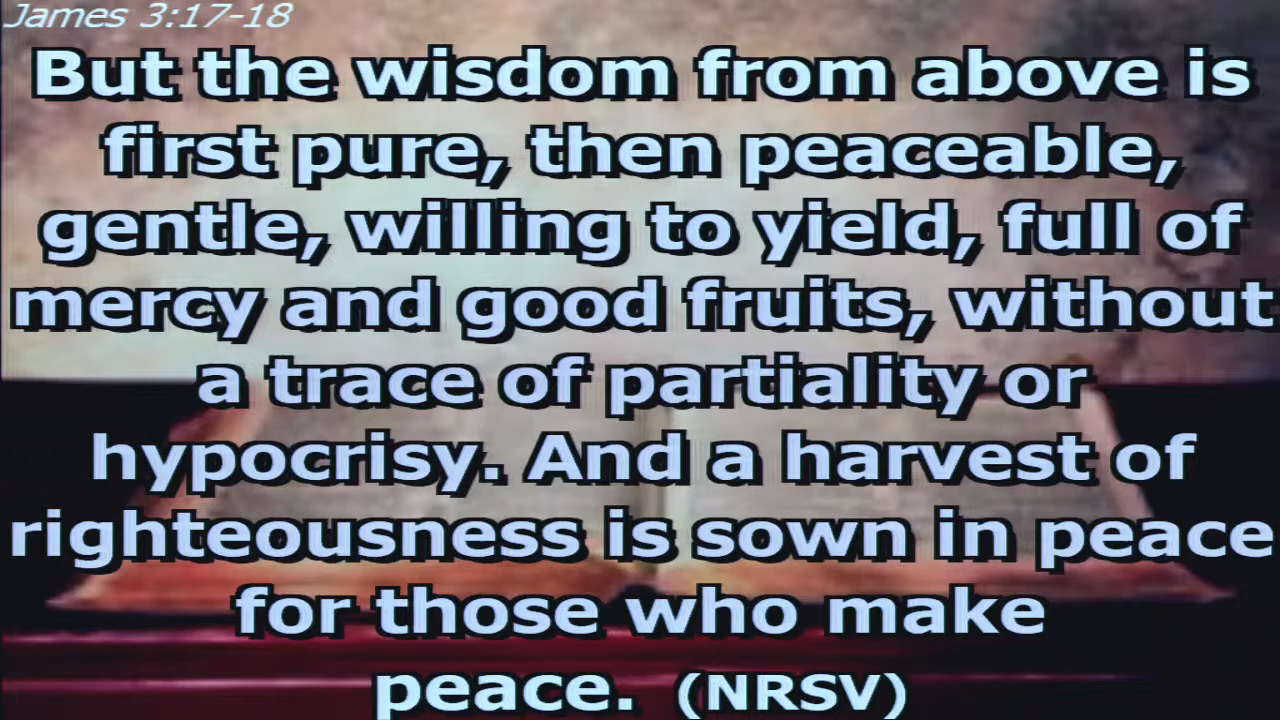 James 3:17-18
But the wisdom from above is
first pure, then peaceable,
gentle, willing to yield, full of
mercy and good fruits, without
a trace of partiality or
hypocrisy. And a harvest of
righteousness is sown in peace
for those who make
peace. (NRSV)